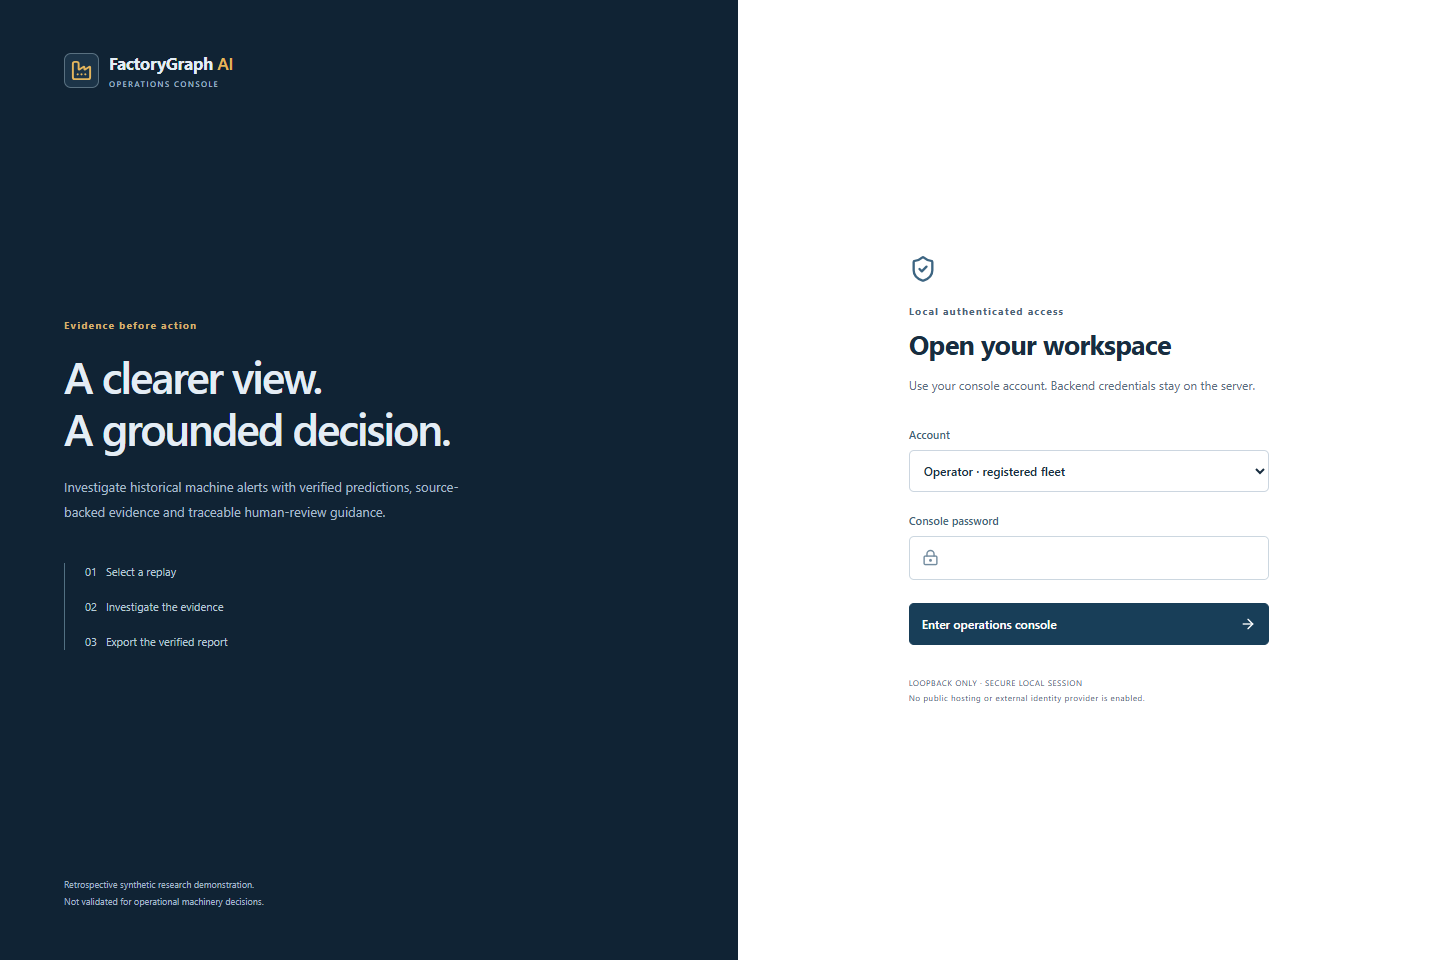 FactoryGraph AI
OPERATIONS CONSOLE
Evidence before action
A clearer view.
A grounded decision.
Investigate historical machine alerts with verified predictions, source-
backed evidence and traceable human-review guidance.
01 Select a replay
02 Investigate the evidence
03 Export the verified report
Retrospective synthetic research demonstration.
Not validated for operational machinery decisions.
Local authenticated access
Open your workspace
Use your console account. Backend credentials stay on the server.
Account
Operator · registered fleet
Console password
Enter operations console
LOOPBACK ONLY · SECURE LOCAL SESSION
No public hosting or external identity provider is enabled.